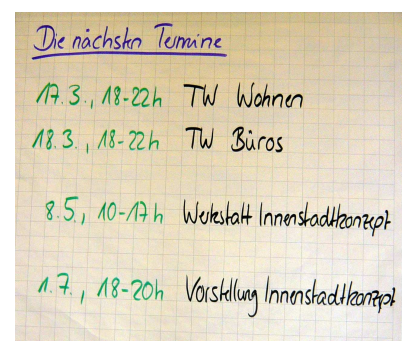 Die nächsten Termine
17.3., 18-22h TW Wohnen
18.3., 18-22h TW Büros
8.5., 10-17h Werkstatt Innenstadtkonzept
1.7., 18-20h Vorstellung Innenstadtkonzept